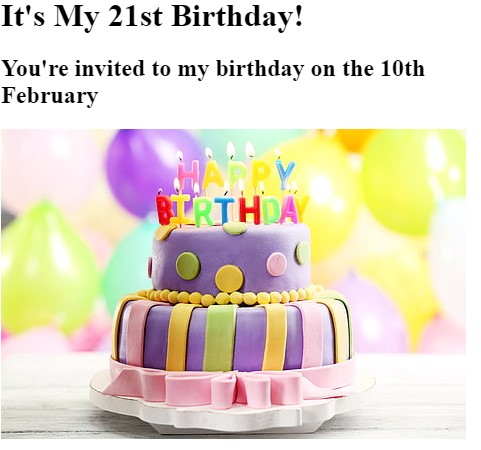 It's My 21st Birthday!
You're invited to my birthday on the 10th
February
HAPPY
BIRTHDAY